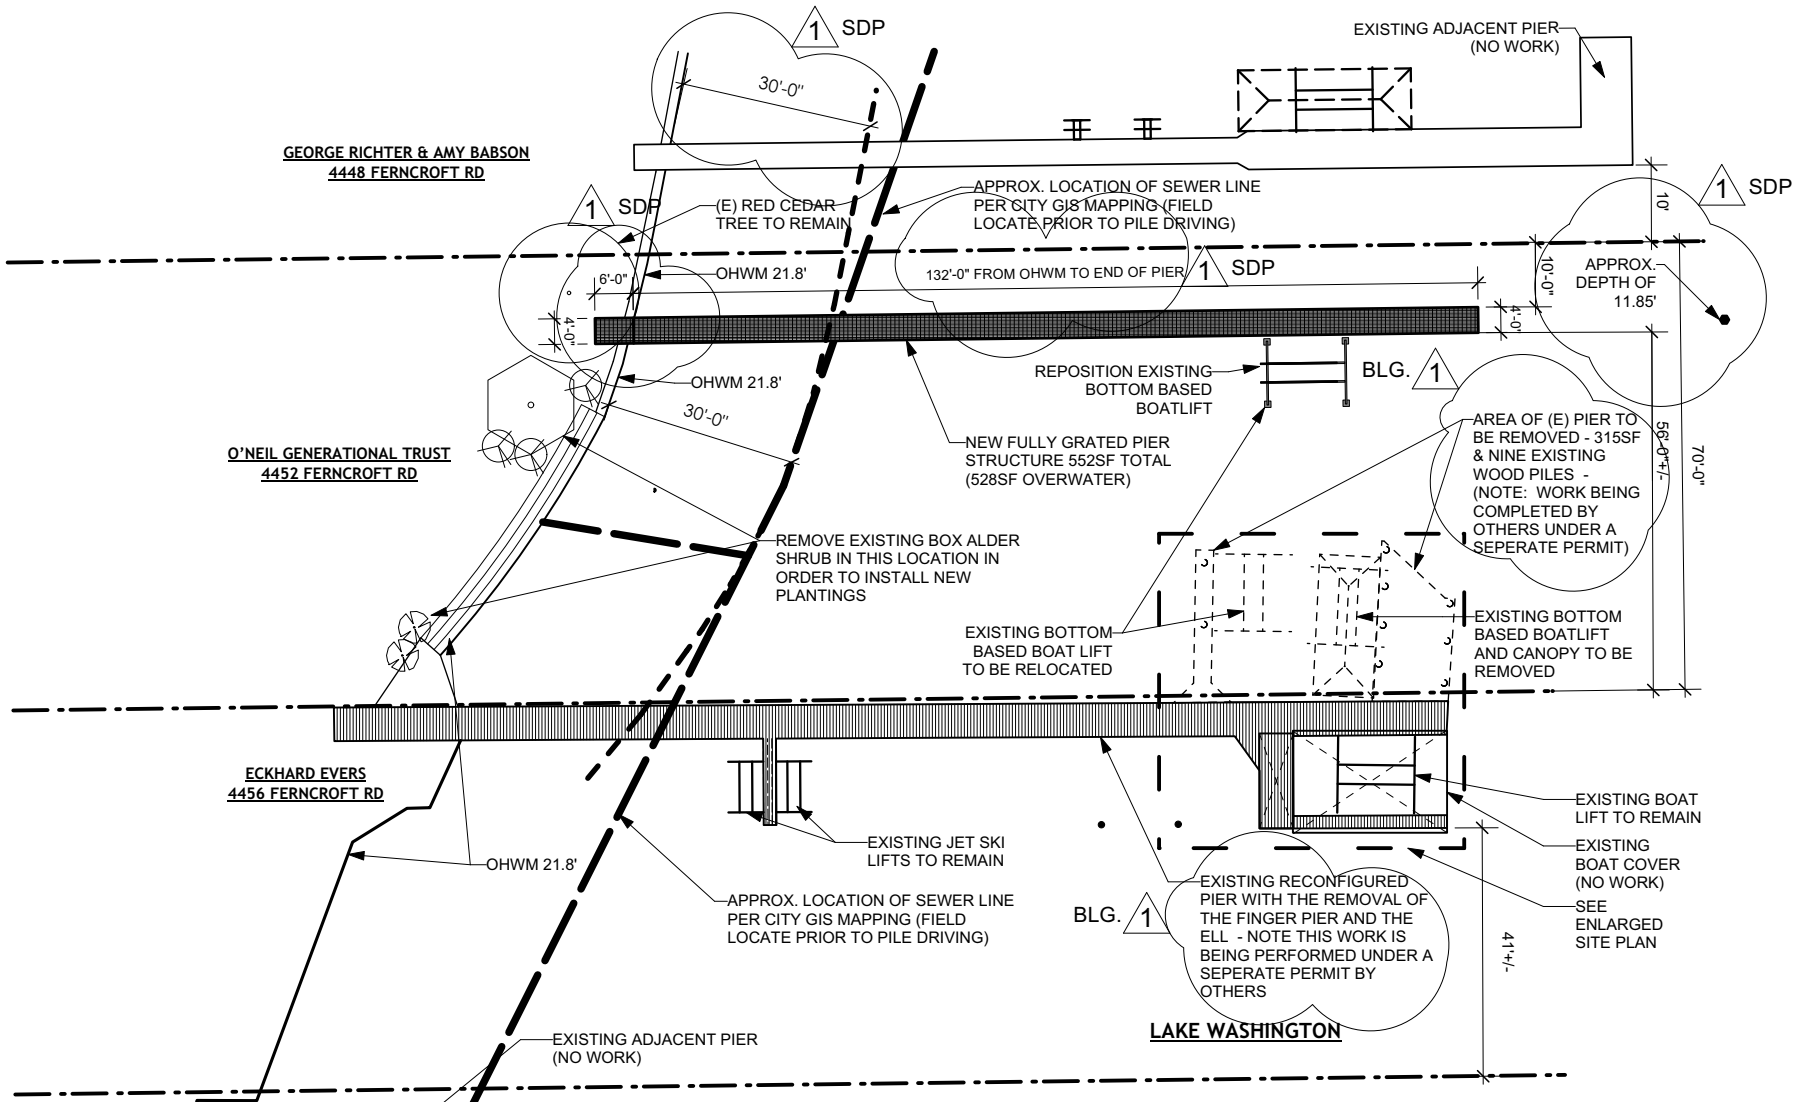 1 SDP
30'-0"
EXISTING ADJACENT PIER
(NO WORK)
GEORGE RICHTER & AMY BABSON
4448 FERNCROFT RD
1 SDP
(E) RED CEDAR
TREE TO REMAIN
APPROX. LOCATION OF SEWER LINE
PER CITY GIS MAPPING (FIELD
LOCATE PRIOR TO PILE DRIVING)
1 SDP
10'
6'-0"
OHWM 21.8'
132'-0" FROM OHWM TO END OF PIER
1 SDP
10'-0"
APPROX.
DEPTH OF
11.85'
4'-0"
4'-0"
OHWM 21.8'
30'-0"
REPOSITION EXISTING
BOTTOM BASED
BOATLIFT
BLG. 1
AREA OF (E) PIER TO
BE REMOVED - 315SF
& NINE EXISTING
WOOD PILES -
(NOTE: WORK BEING
COMPLETED BY
OTHERS UNDER A
SEPERATE PERMIT)
56'-0"+/-
70'-0"
O'NEIL GENERATIONAL TRUST
4452 FERNCROFT RD
NEW FULLY GRATED PIER
STRUCTURE 552SF TOTAL
(528SF OVERWATER)
REMOVE EXISTING BOX ALDER
SHRUB IN THIS LOCATION IN
ORDER TO INSTALL NEW
PLANTINGS
EXISTING BOTTOM
BASED BOAT LIFT
TO BE RELOCATED
EXISTING BOTTOM
BASED BOATLIFT
AND CANOPY TO BE
REMOVED
ECKHARD EVERS
4456 FERNCROFT RD
OHWM 21.8'
EXISTING JET SKI
LIFTS TO REMAIN
EXISTING BOAT
LIFT TO REMAIN
EXISTING
BOAT COVER
(NO WORK)
SEE
ENLARGED
SITE PLAN
APPROX. LOCATION OF SEWER LINE
PER CITY GIS MAPPING (FIELD
LOCATE PRIOR TO PILE DRIVING)
BLG. 1
EXISTING RECONFIGURED
PIER WITH THE REMOVAL OF
THE FINGER PIER AND THE
ELL - NOTE THIS WORK IS
BEING PERFORMED UNDER A
SEPERATE PERMIT BY
OTHERS
41'+/-
LAKE WASHINGTON
EXISTING ADJACENT PIER
(NO WORK)